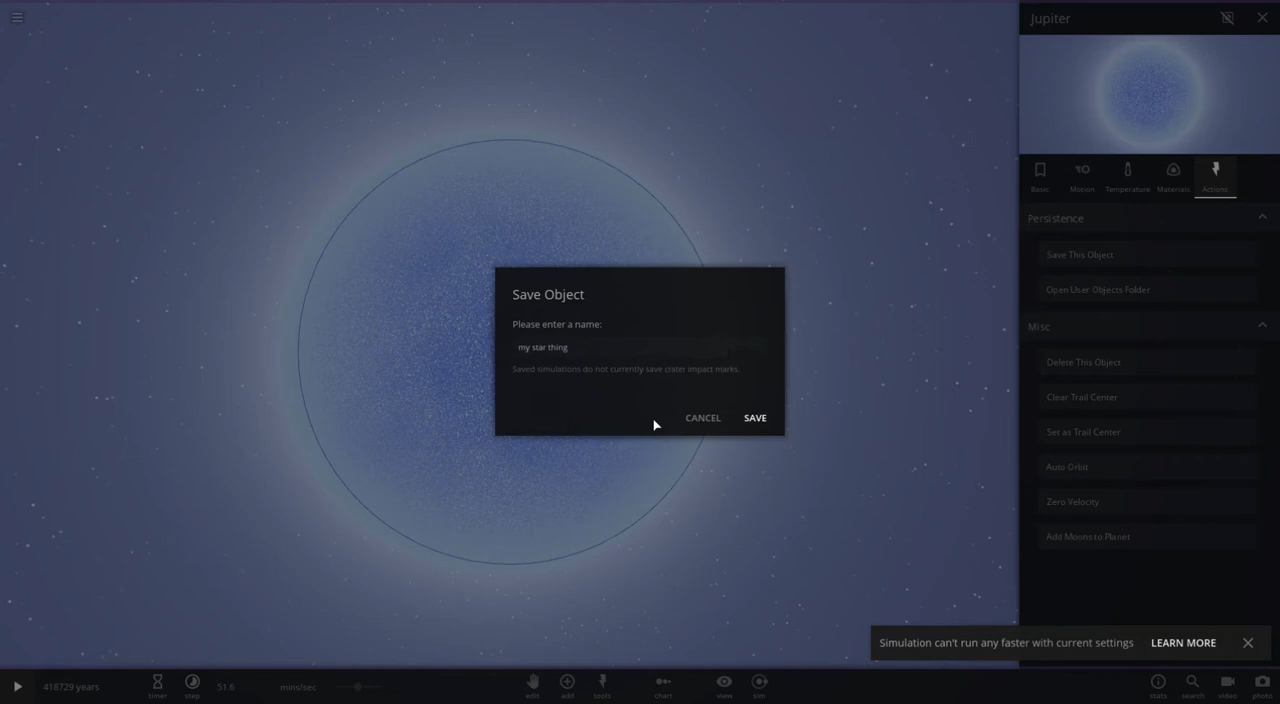 Jupiter
Basic
Motion
Temperature
Materials
Actions
Persistence
Save This Object
Open User Objects Folder
Misc
Delete This Object
Clear Trail Center
Set as Trail Center
Auto Orbit
Zero Velocity
Add Moons to Planet
Save Object
Please enter a name:
my star thing
Saved simulations do not currently save crater impact marks.
CANCEL SAVE
Simulation can't run any faster with current settings LEARN MORE
418729 years
timer
step
51.6 mins/sec
edit
add
tools
chart
view
sim
stats
search
video
photo